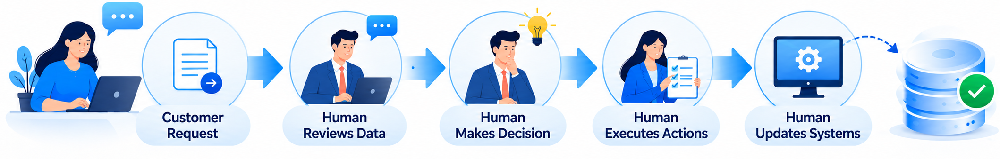 Customer
Request
Human
Reviews Data
Human
Makes Decision
Human
Executes Actions
Human
Updates Systems